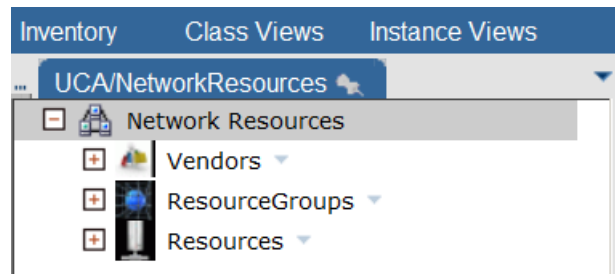 Inventory Class Views Instance Views
... UCA/NetworkResources
Network Resources
Vendors
ResourceGroups
Resources